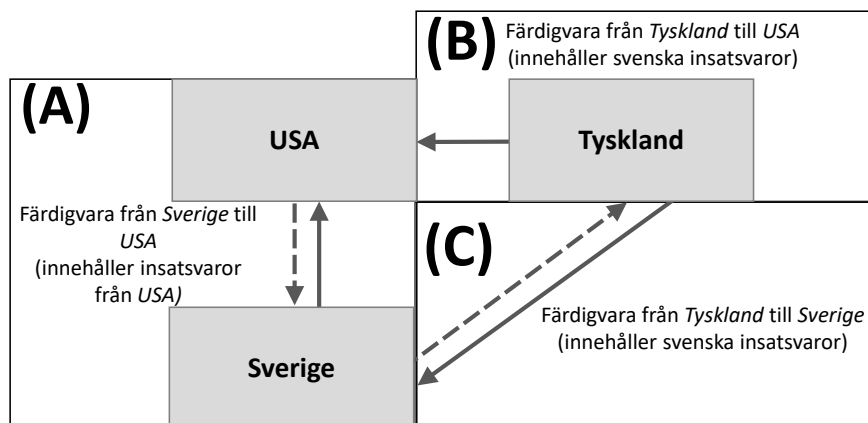 (B)
Färdigvara från Tyskland till USA
(innehåller svenska insatsvaror)
(A)
USA
Tyskland
Färdigvara från Sverige till
USA
(innehåller insatsvaror
från USA)
(C)
Färdigvara från Tyskland till Sverige
(innehåller svenska insatsvaror)
Sverige